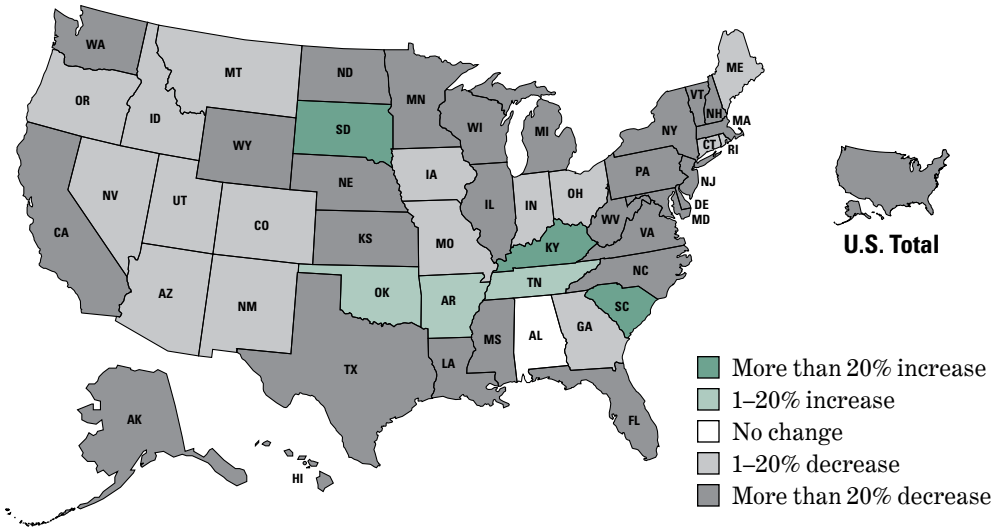 WA
MT
ND
MN
ME
OR
ID
SD
WI
MI
VT
NH
MA
NY
WY
CT
RI
IA
NE
PA
NJ
NV
UT
IL
IN
OH
DE
MD
WV
CO
KS
MO
KY
VA
CA
NC
TN
AZ
NM
OK
AR
SC
MS
AL
GA
TX
LA
FL
AK
HI
U.S. Total
More than 20% increase
1–20% increase
No change
1–20% decrease
More than 20% decrease